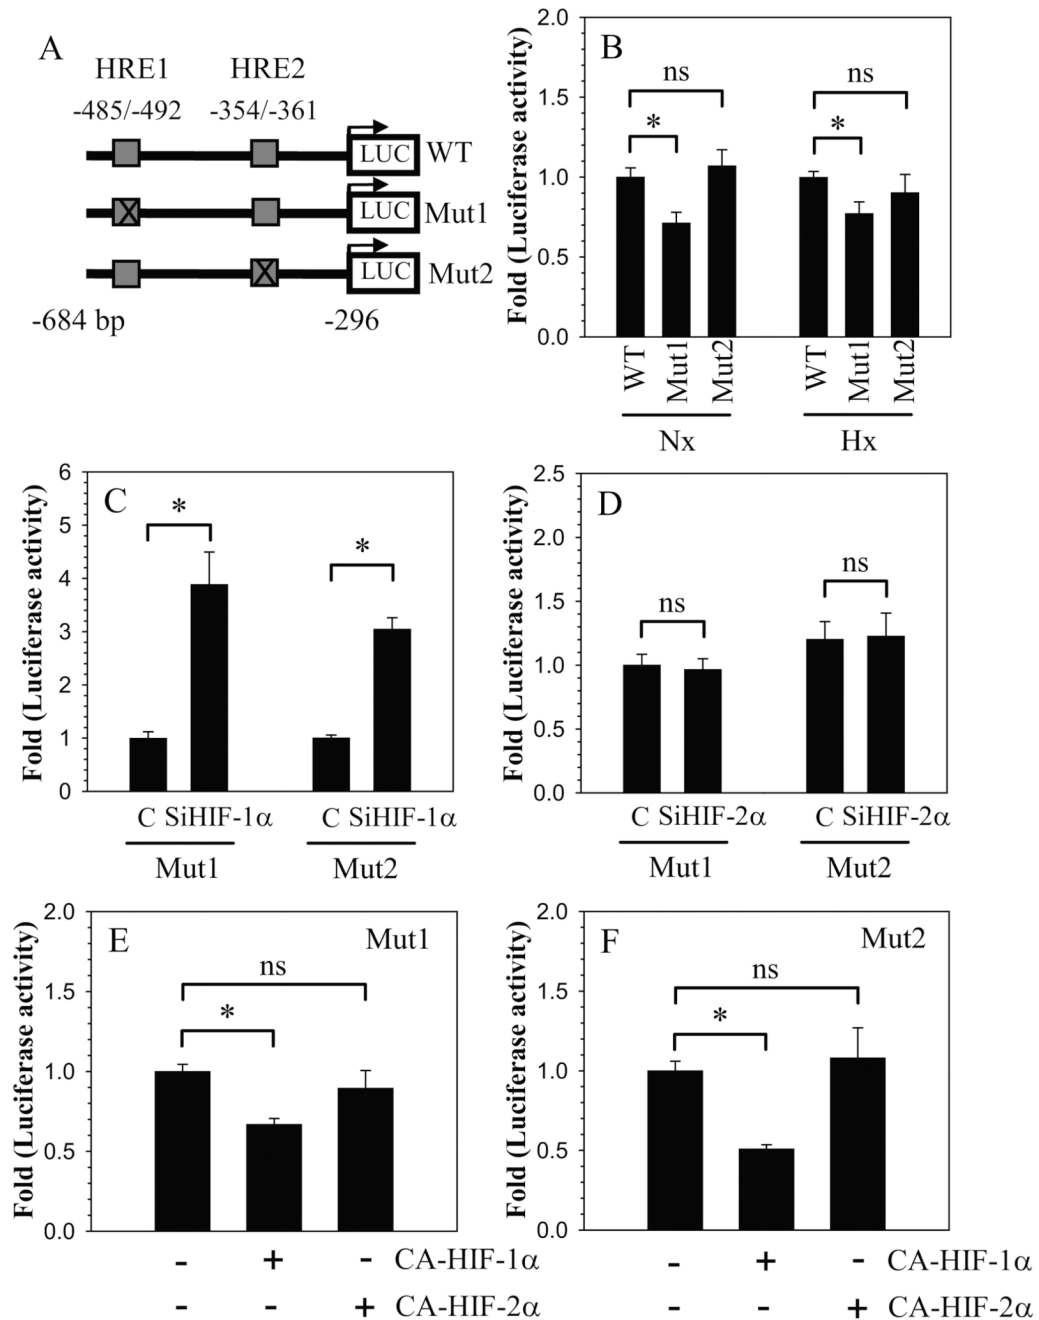 A
HRE1 HRE2
-485/-492 -354/-361
LUC WT
LUC Mut1
LUC Mut2
-684 bp -296
B
Fold (Luciferase activity)
2.0
1.5
1.0
0.5
0.0
ns
*
ns
*
WT Mut1 Mut2 WT Mut1 Mut2
Nx Hx
C
Fold (Luciferase activity)
6
5
4
3
2
1
0
*
*
C SiHIF-1α C SiHIF-1α
Mut1 Mut2
D
Fold (Luciferase activity)
2.5
2.0
1.5
1.0
0.5
0.0
ns
ns
C SiHIF-2α C SiHIF-2α
Mut1 Mut2
E Mut1
Fold (Luciferase activity)
2.0
1.5
1.0
0.5
0.0
ns
*
- + - CA-HIF-1α
- - + CA-HIF-2α
F Mut2
Fold (Luciferase activity)
2.0
1.5
1.0
0.5
0.0
ns
*
- + - CA-HIF-1α
- - + CA-HIF-2α